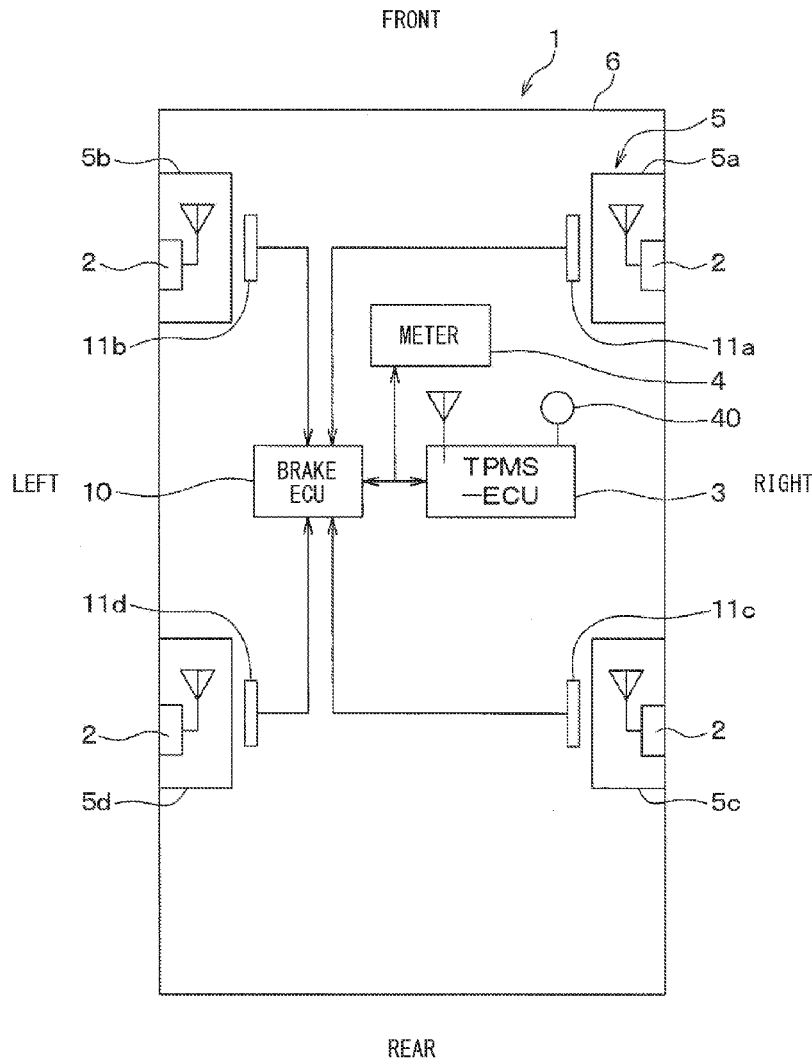 FRONT
1
6
5b
5
5a
2
2
11b
METER
11a
4
40
LEFT
10
BRAKE
ECU
TPMS
-ECU
3
RIGHT
11d
11c
2
2
5d
5c
REAR